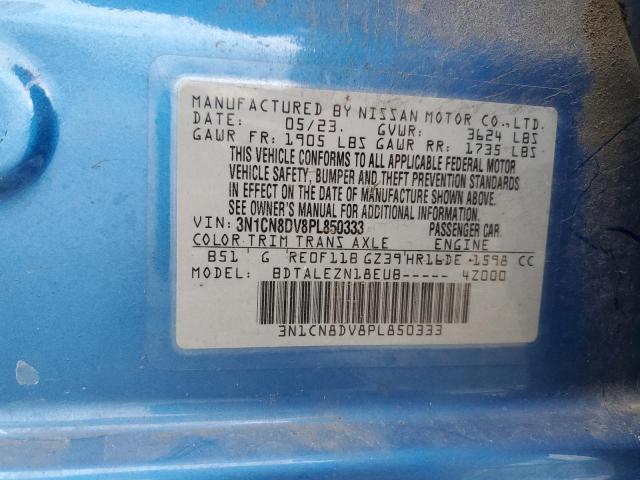 MANUFACTURED BY NISSAN MOTOR CO., LTD.
DATE: 05/23. GVWR: 3624 LBS
GAWR FR: 1905 LBS GAWR RR: 1735 LBS
THIS VEHICLE CONFORMS TO ALL APPLICABLE FEDERAL MOTOR
VEHICLE SAFETY, BUMPER AND THEFT PREVENTION STANDARDS
IN EFFECT ON THE DATE OF MANUFACTURE SHOWN ABOVE.
SEE OWNER'S MANUAL FOR ADDITIONAL INFORMATION.
VIN: 3N1CN8DV8PL850333 PASSENGER CAR.
COLOR TRIM TRANS AXLE ENGINE
B51 G RE0F11B GZ39 HR16DE -1598 CC
MODEL: BDTALEZN18EUB----- 4Z000
3N1CN8DV8PL850333